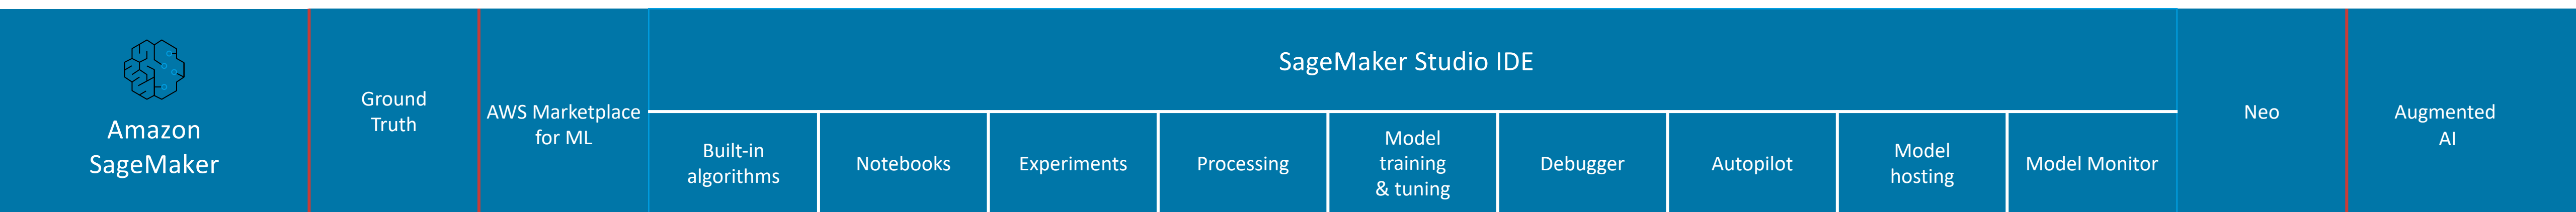 Amazon
SageMaker
Ground
Truth
AWS Marketplace
for ML
SageMaker Studio IDE
Built-in
algorithms
Notebooks
Experiments
Processing
Model
training
& tuning
Debugger
Autopilot
Model
hosting
Model Monitor
Neo
Augmented
AI